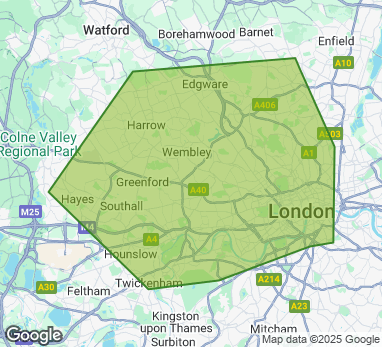 Watford
Borehamwood
Barnet
Enfield
A10
Edgware
A406
Colne Valley
Regional Park
Harrow
A1
Wembley
Greenford
A40
Hayes
Southall
London
M25
M4
A4
Hounslow
A30
Feltham
Twickenham
A214
Kingston
upon Thames
Surbiton
A23
Mitcham
Google
Map data ©2025 Google